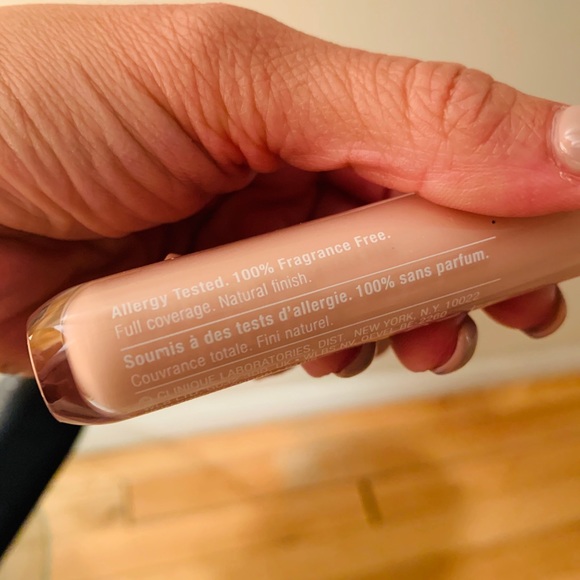 Allergy Tested. 100% Fragrance Free.
Full coverage. Natural finish.
Soumis à des tests d'allergie. 100% sans parfum.
Couvrance totale. Fini naturel.
© CLINIQUE LABORATORIES, DIST. NEW YORK, N.Y. 10022